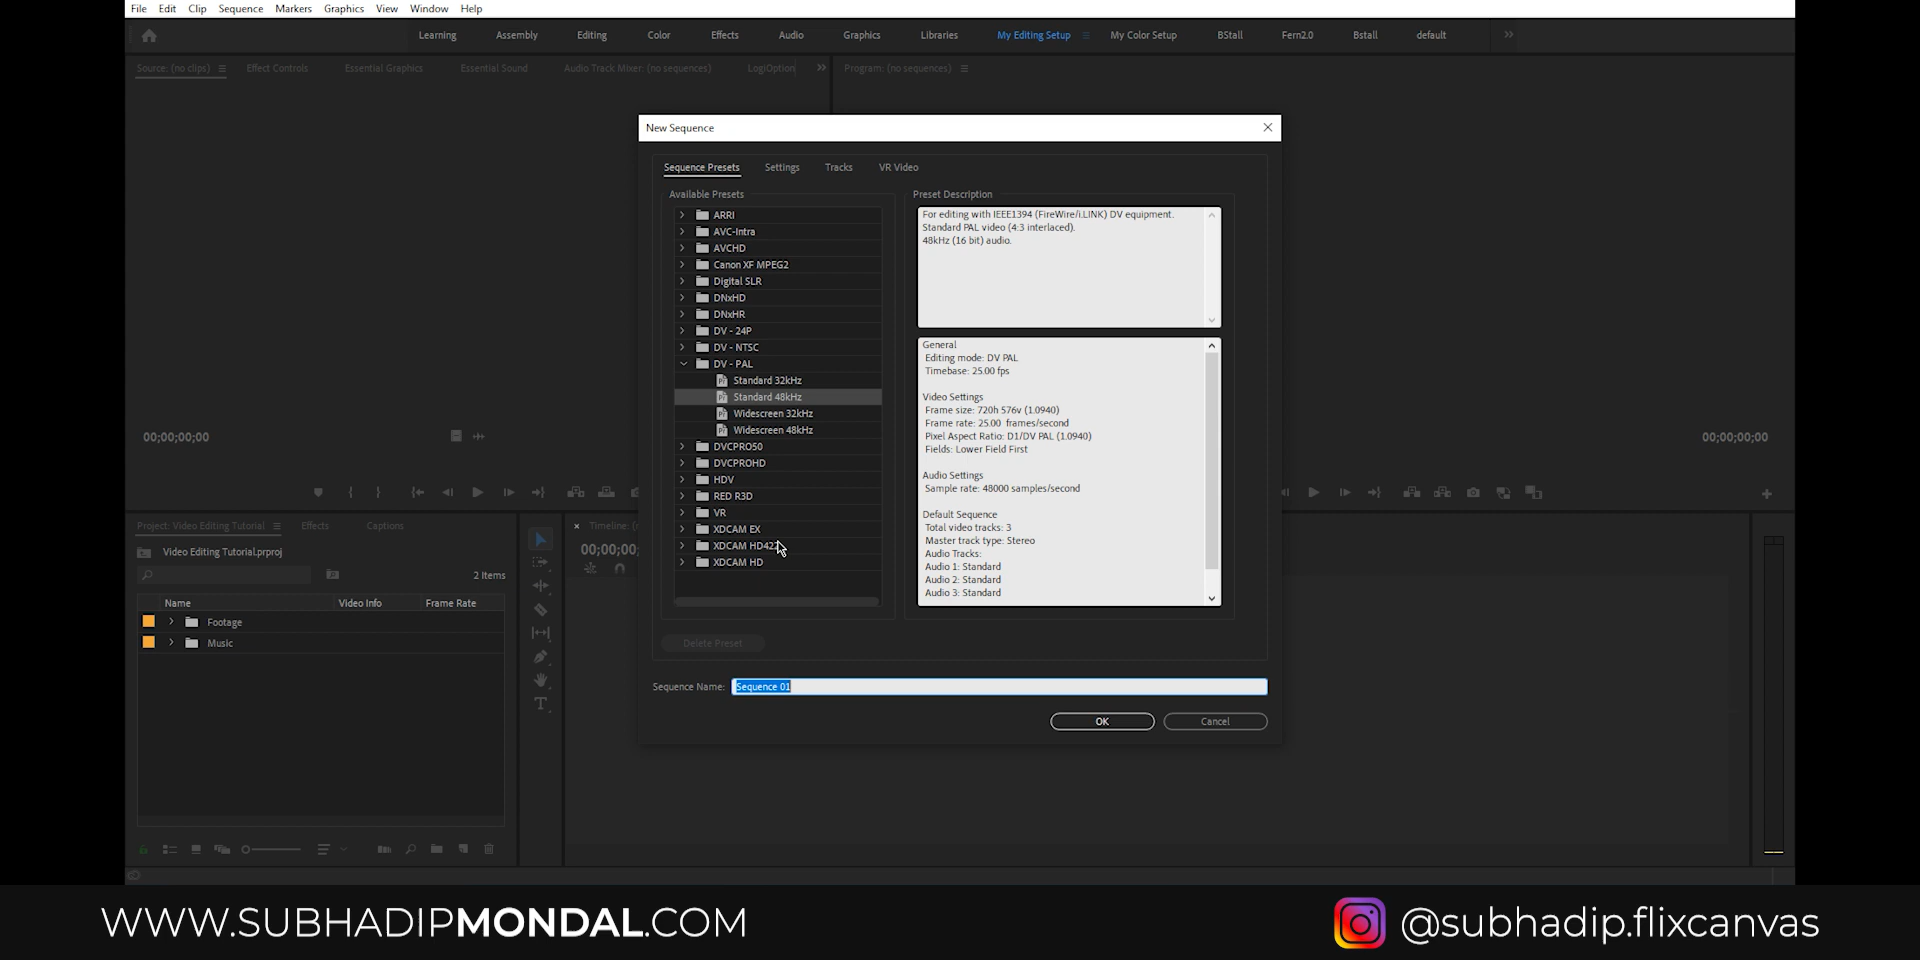 File Edit Clip Sequence Markers Graphics View Window Help
Learning Assembly Editing Color Effects Audio Graphics Libraries My Editing Setup My Color Setup BStall Fern2.0 Bstall default
Source: (no clips) Effect Controls Essential Graphics Essential Sound Audio Track Mixer: (no sequences) LogiOption Program: (no sequences)
New Sequence
Sequence Presets Settings Tracks VR Video
Available Presets
ARRI
AVC-Intra
AVCHD
Canon XF MPEG2
Digital SLR
DNxHD
DNxHR
DV - 24P
DV - NTSC
DV - PAL
Standard 32kHz
Standard 48kHz
Widescreen 32kHz
Widescreen 48kHz
DVCPRO50
DVCPROHD
HDV
RED R3D
VR
XDCAM EX
XDCAM HD422
XDCAM HD
Preset Description
For editing with IEEE1394 (FireWire/i.LINK) DV equipment.
Standard PAL video (4:3 interlaced).
48kHz (16 bit) audio.
General
Editing mode: DV PAL
Timebase: 25.00 fps
Video Settings
Frame size: 720h 576v (1.0940)
Frame rate: 25.00 frames/second
Pixel Aspect Ratio: D1/DV PAL (1.0940)
Fields: Lower Field First
Audio Settings
Sample rate: 48000 samples/second
Default Sequence
Total video tracks: 3
Master track type: Stereo
Audio Tracks:
Audio 1: Standard
Audio 2: Standard
Audio 3: Standard
Delete Preset
Sequence Name: Sequence 01
OK Cancel
00;00;00;00
00;00;00;00
Project: Video Editing Tutorial Effects Captions
Video Editing Tutorial.prproj
2 Items
Name Video Info Frame Rate
Footage
Music
Timeline: (n
00;00;00;
WWW.SUBHADIPMONDAL.COM
@subhadip.flixcanvas